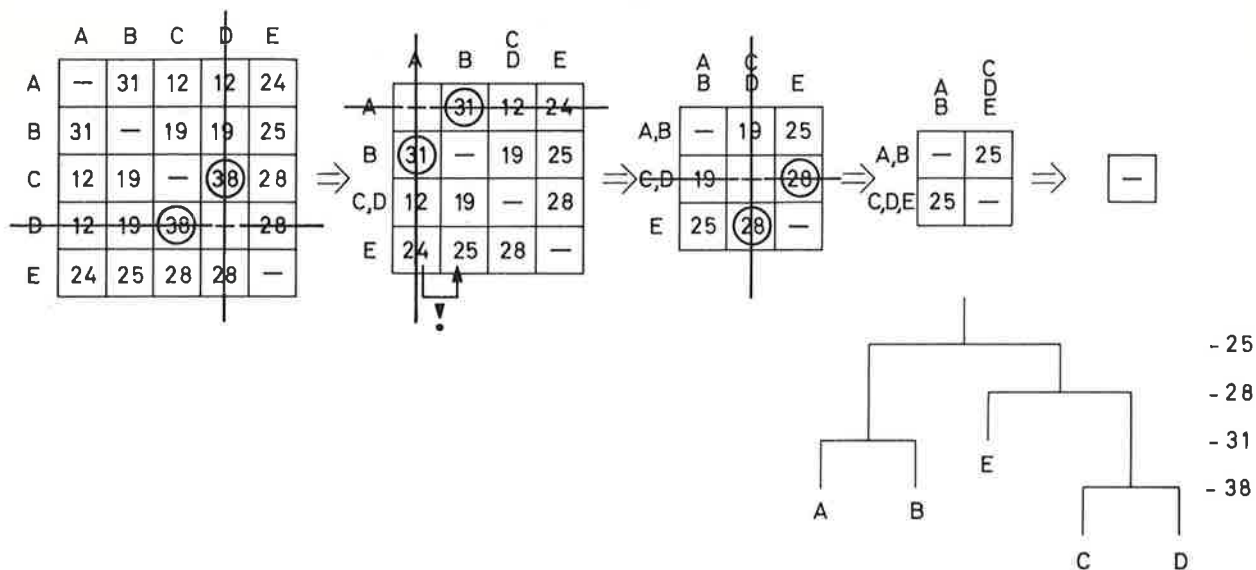 A B C D E
A — 31 12 12 24
B 31 — 19 19 25
C 12 19 — 38 28
D 12 19 38 — 28
E 24 25 28 28 —
⇒
C
A B D E
A — 31 12 24
B 31 — 19 25
C,D 12 19 — 28
E 24 25 28 —
!
⇒
A C
B D E
A,B — 19 25
C,D 19 — 28
E 25 28 —
⇒
C
A D
B E
A,B — 25
C,D,E 25 —
⇒
—
- 25
- 28
- 31
E
- 38
A B
C D